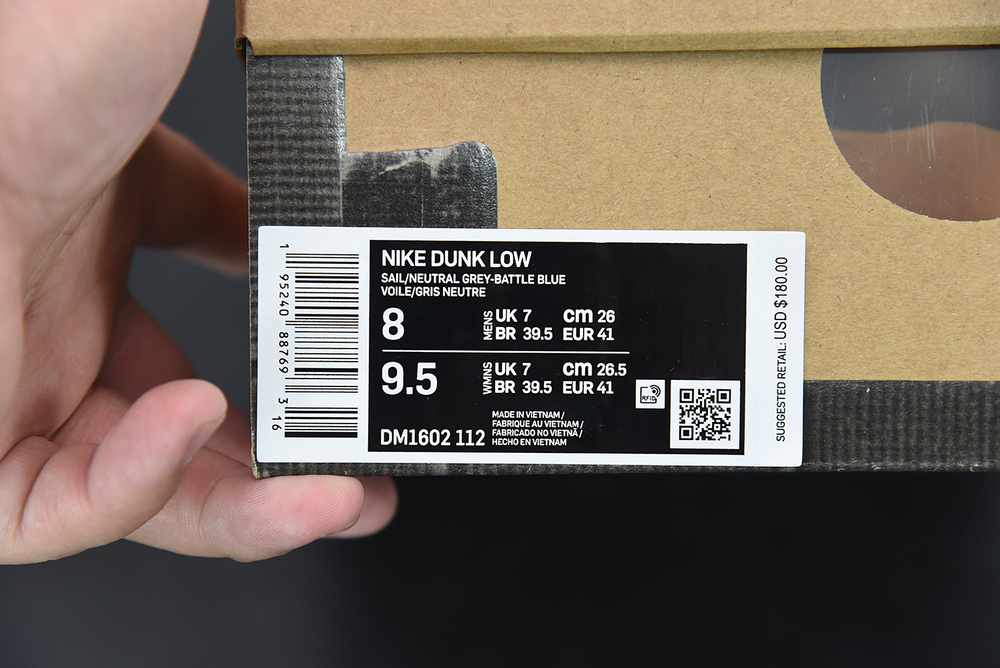 NIKE DUNK LOW
SAIL/NEUTRAL GREY-BATTLE BLUE
VOILE/GRIS NEUTRE
8
MENS
UK 7 cm 26
BR 39.5 EUR 41
9.5
WMNS
UK 7 cm 26.5
BR 39.5 EUR 41
RFID
DM1602 112
MADE IN VIETNAM /
FABRIQUE AU VIETNAM /
FABRICADO NO VIETNÃ /
HECHO EN VIETNAM
1 95240 88769 3 16
SUGGESTED RETAIL: USD $180.00